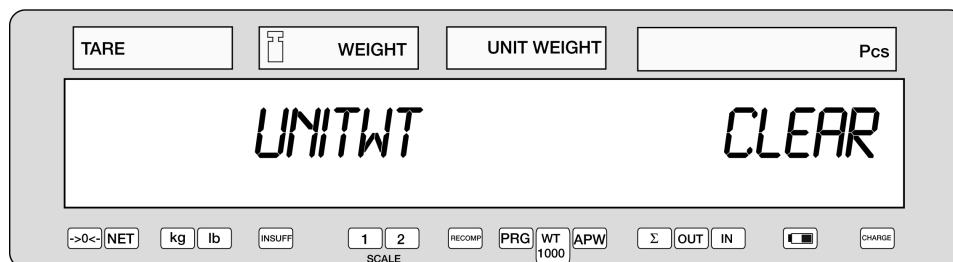 TARE WEIGHT UNIT WEIGHT Pcs
UNITWT CLEAR
->0<- NET kg lb INSUFF 1 2 RECOMP PRG WT APW Σ OUT IN CHARGE
1000
SCALE